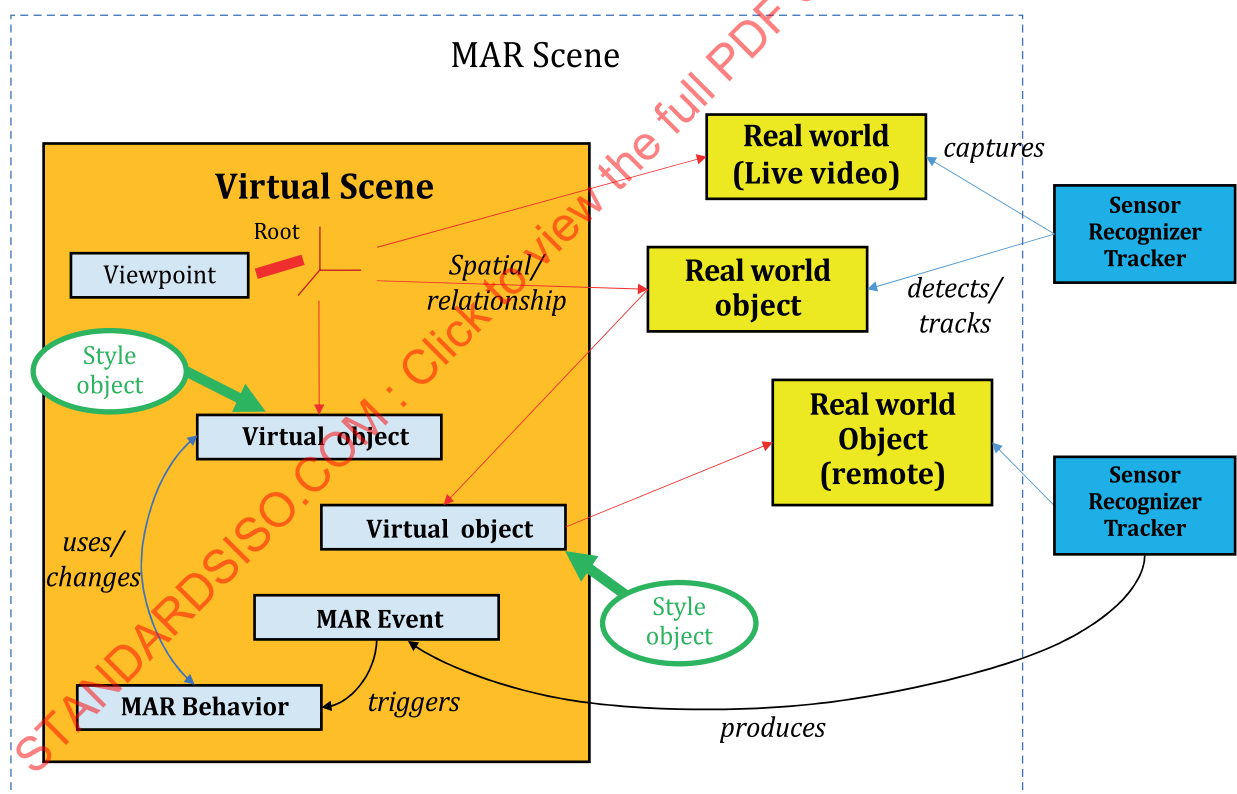 MAR Scene
Virtual Scene
Root
Viewpoint
Spatial/
relationship
Style
object
Virtual object
Virtual object
uses/
changes
MAR Event
MAR Behavior
triggers
produces
Style
object
Real world
(Live video)
captures
Real world
object
detects/
tracks
Real world
Object
(remote)
Sensor
Recognizer
Tracker
Sensor
Recognizer
Tracker
STANDARDSISO.COM : Click to view the full PDF